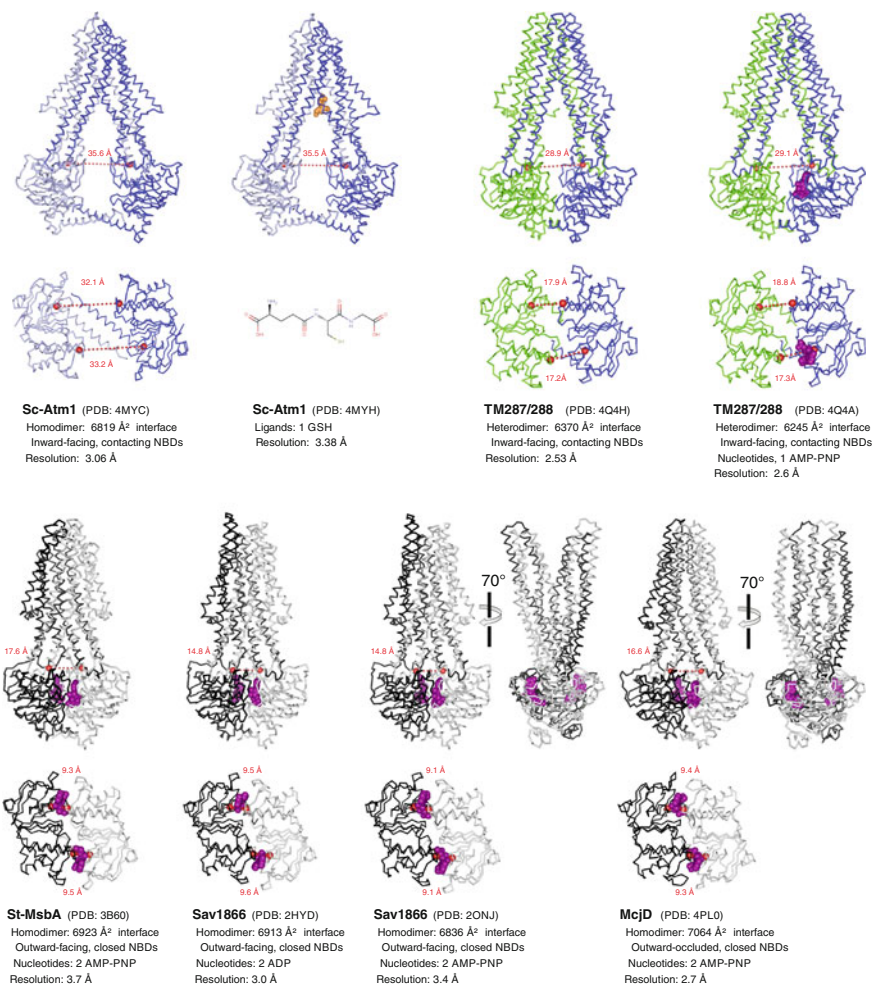 35.6 Å
35.5 Å
28.9 Å
29.1 Å
32.1 Å
33.2 Å
17.9 Å
17.2Å
18.8 Å
17.3Å
Sc-Atm1 (PDB: 4MYC)
Homodimer: 6819 Å² interface
Inward-facing, contacting NBDs
Resolution: 3.06 Å
Sc-Atm1 (PDB: 4MYH)
Ligands: 1 GSH
Resolution: 3.38 Å
TM287/288 (PDB: 4Q4H)
Heterodimer: 6370 Å² interface
Inward-facing, contacting NBDs
Resolution: 2.53 Å
TM287/288 (PDB: 4Q4A)
Heterodimer: 6245 Å² interface
Inward-facing, contacting NBDs
Nucleotides, 1 AMP-PNP
Resolution: 2.6 Å
17.6 Å
14.8 Å
14.8 Å
70°
16.6 Å
70°
9.3 Å
9.5 Å
9.5 Å
9.6 Å
9.1 Å
9.1 Å
9.4 Å
9.3 Å
St-MsbA (PDB: 3B60)
Homodimer: 6923 Å² interface
Outward-facing, closed NBDs
Nucleotides: 2 AMP-PNP
Resolution: 3.7 Å
Sav1866 (PDB: 2HYD)
Homodimer: 6913 Å² interface
Outward-facing, closed NBDs
Nucleotides: 2 ADP
Resolution: 3.0 Å
Sav1866 (PDB: 2ONJ)
Homodimer: 6836 Å² interface
Outward-facing, closed NBDs
Nucleotides: 2 AMP-PNP
Resolution: 3.4 Å
McjD (PDB: 4PL0)
Homodimer: 7064 Å² interface
Outward-occluded, closed NBDs
Nucleotides: 2 AMP-PNP
Resolution: 2.7 Å